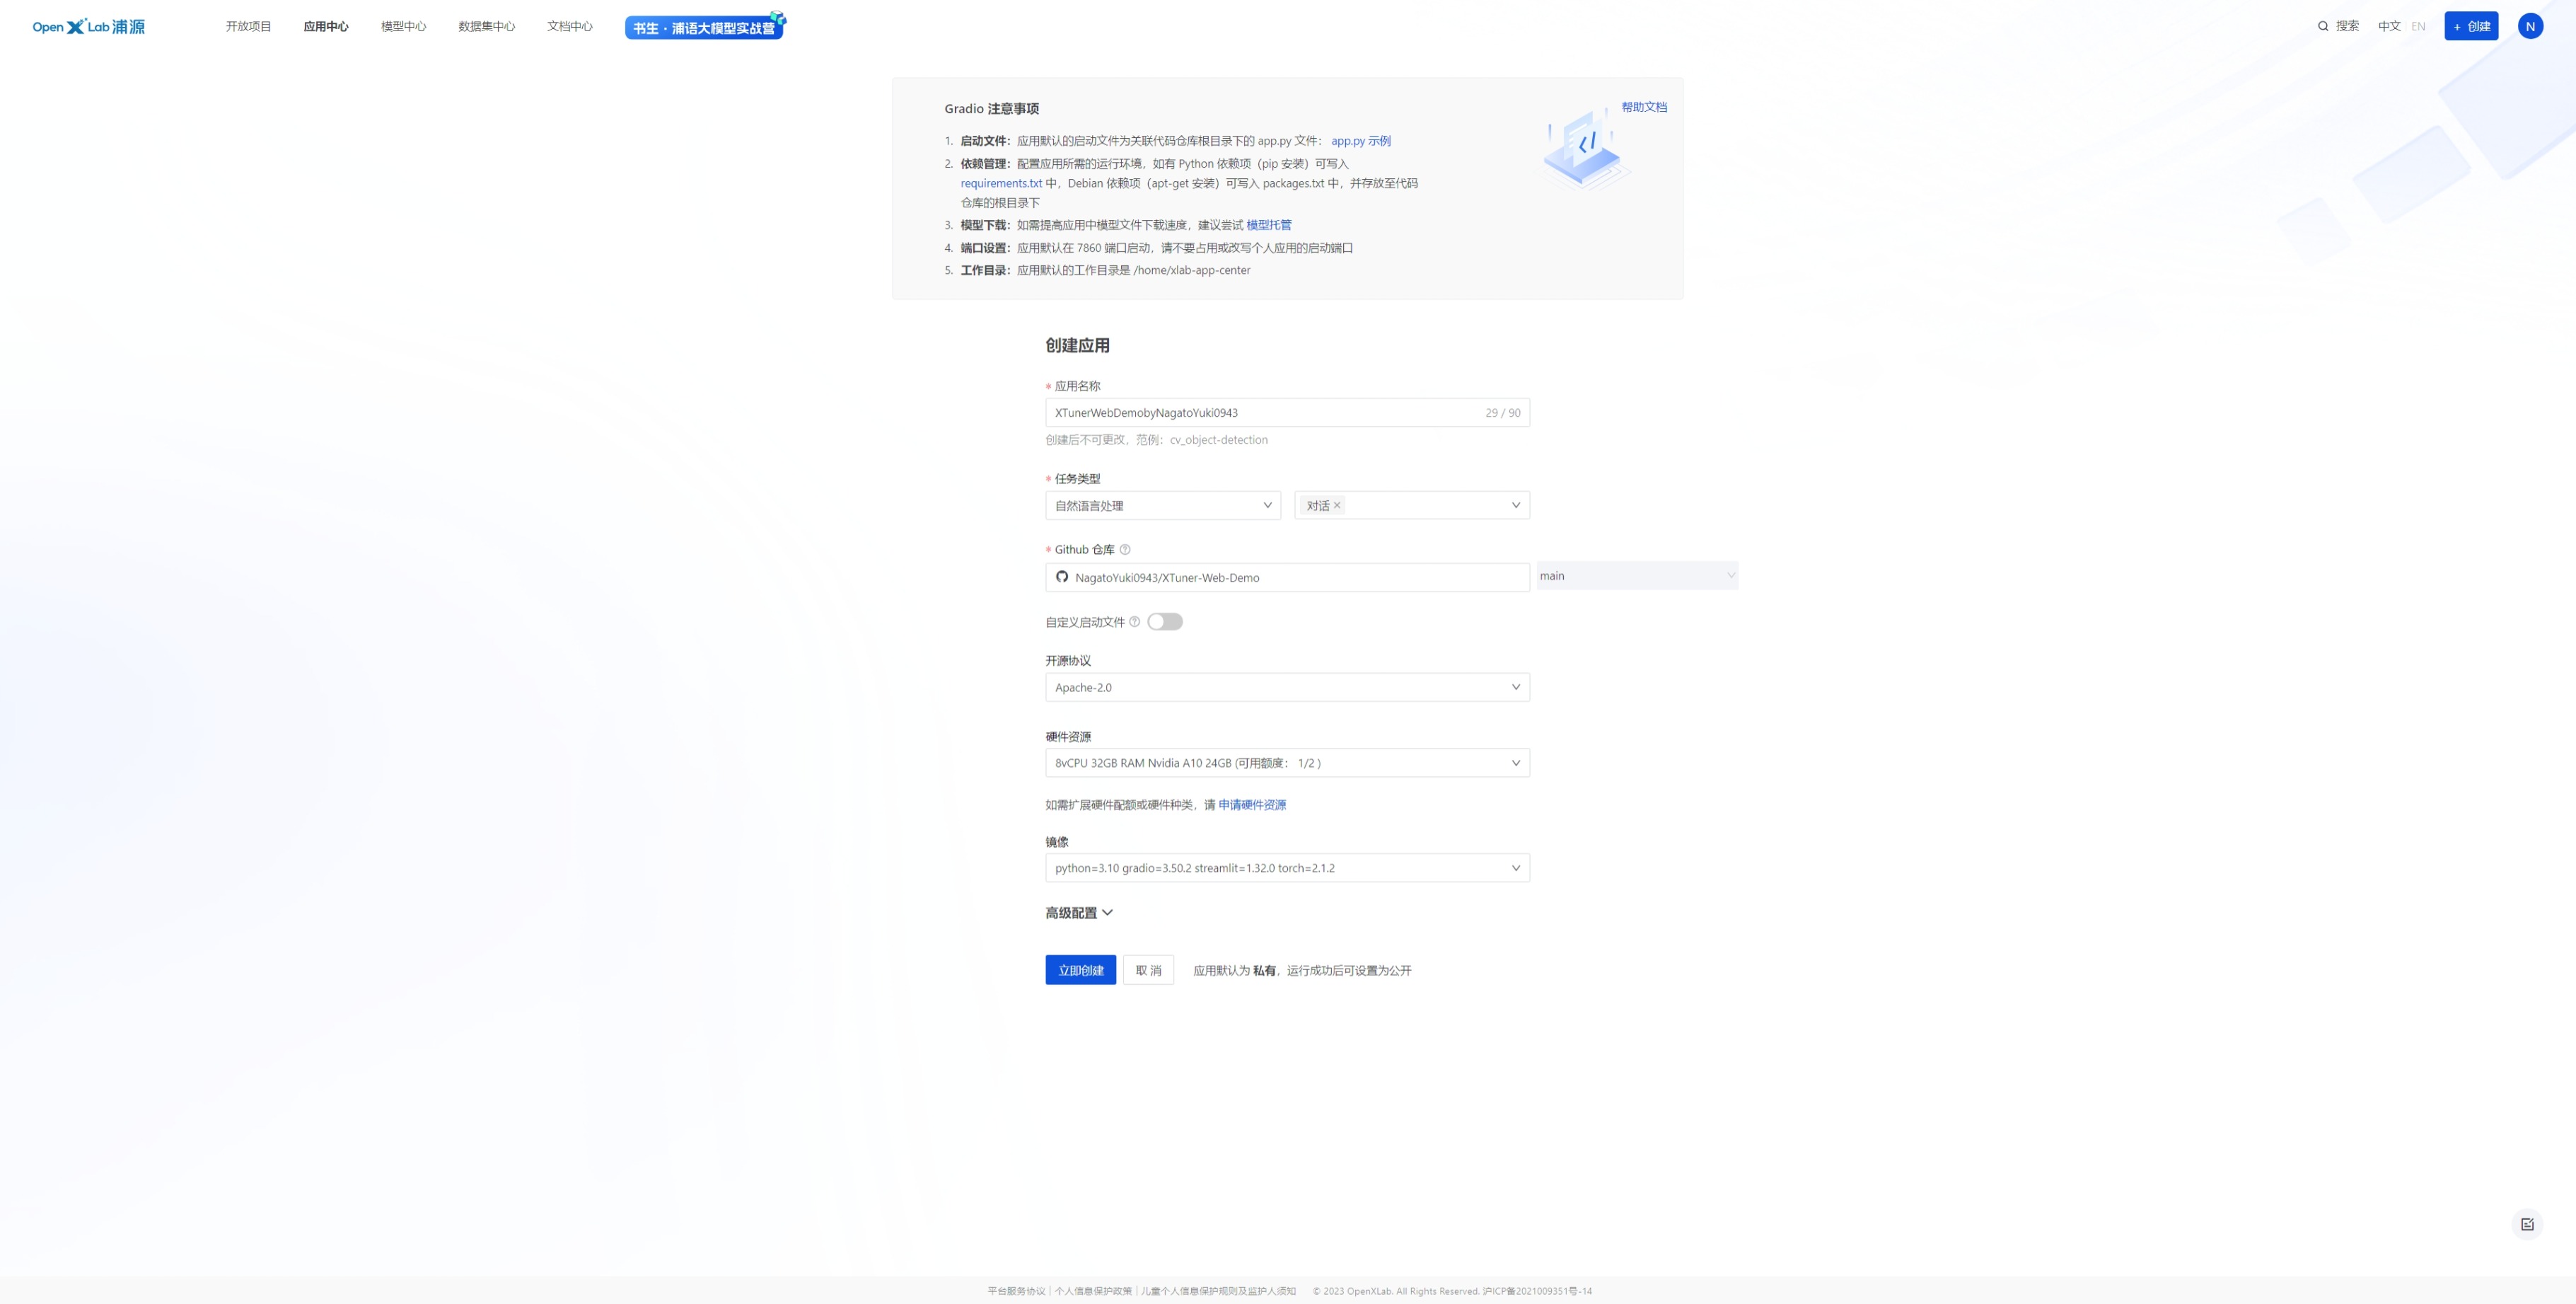 OpenXLab 浦源
开放项目
应用中心
模型中心
数据集中心
文档中心
书生・浦语大模型实战营
搜索
中文 EN
+ 创建
N
Gradio 注意事项
帮助文档
1. 启动文件：应用默认的启动文件为关联代码仓库根目录下的 app.py 文件： app.py 示例
2. 依赖管理：配置应用所需的运行环境，如有 Python 依赖项（pip 安装）可写入
requirements.txt 中，Debian 依赖项（apt-get 安装）可写入 packages.txt 中，并存放至代码
仓库的根目录下
3. 模型下载：如需提高应用中模型文件下载速度，建议尝试 模型托管
4. 端口设置：应用默认在 7860 端口启动，请不要占用或改写个人应用的启动端口
5. 工作目录：应用默认的工作目录是 /home/xlab-app-center
创建应用
* 应用名称
XTunerWebDemobyNagatoYuki0943 29 / 90
创建后不可更改，范例：cv_object-detection
* 任务类型
自然语言处理 对话 ×
* Github 仓库
NagatoYuki0943/XTuner-Web-Demo main
自定义启动文件
开源协议
Apache-2.0
硬件资源
8vCPU 32GB RAM Nvidia A10 24GB (可用额度： 1/2 )
如需扩展硬件配额或硬件种类，请 申请硬件资源
镜像
python=3.10 gradio=3.50.2 streamlit=1.32.0 torch=2.1.2
高级配置
立即创建 取 消 应用默认为 私有，运行成功后可设置为公开
平台服务协议 | 个人信息保护政策 | 儿童个人信息保护规则及监护人须知 © 2023 OpenXLab. All Rights Reserved. 沪ICP备2021009351号-14